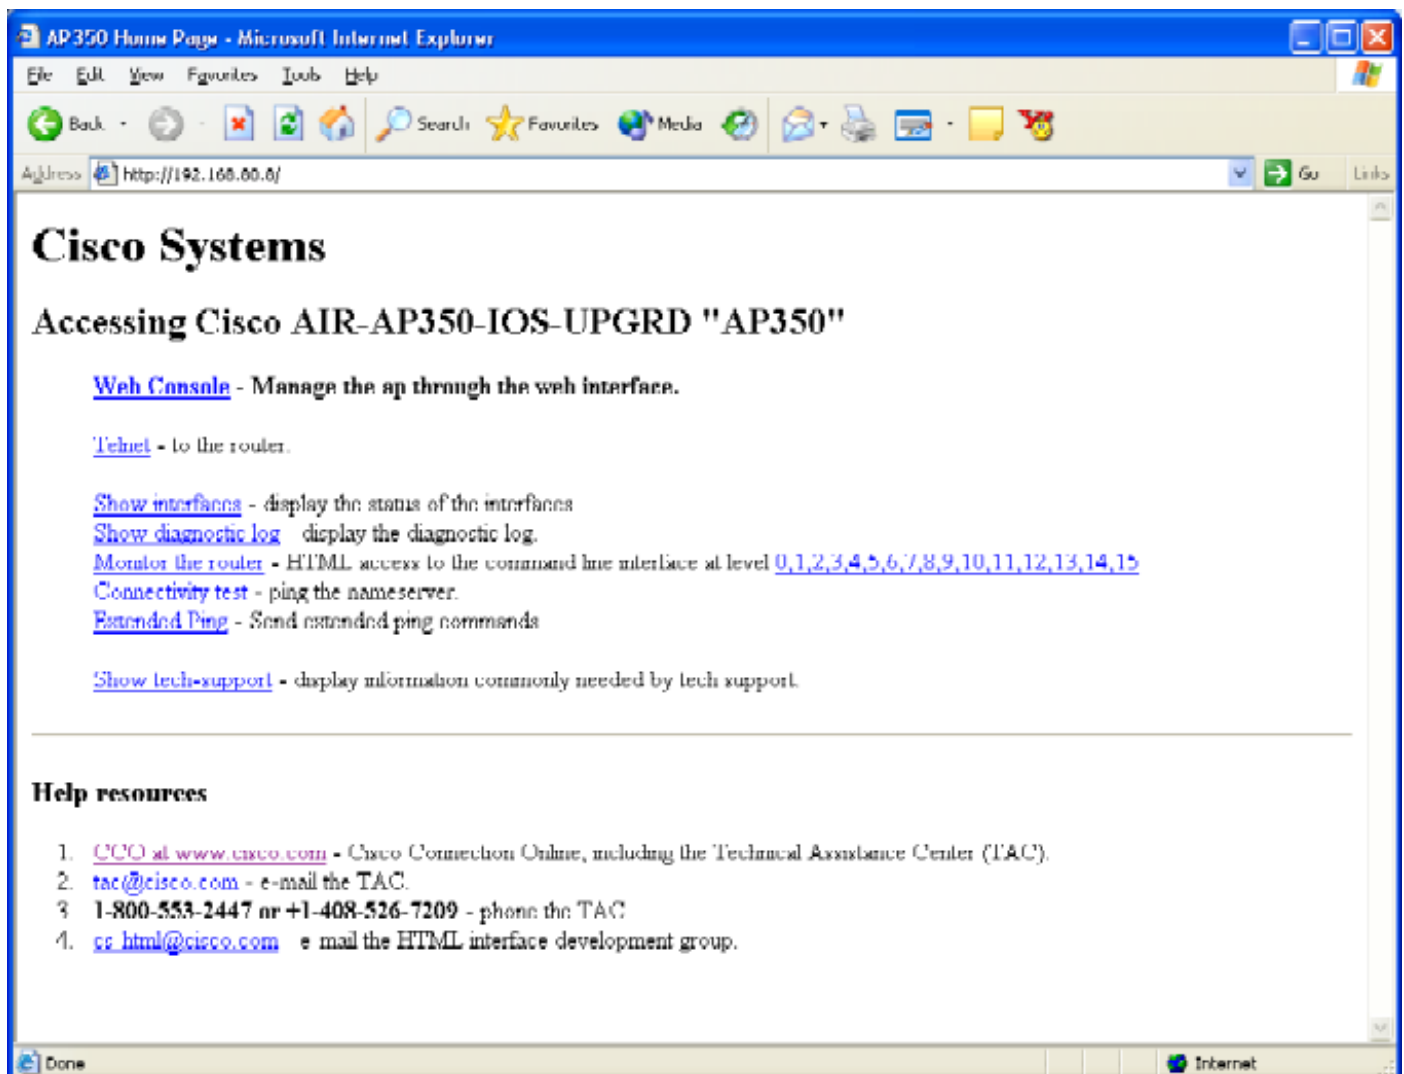 AP350 Home Page - Microsoft Internet Explorer
File Edit View Favorites Tools Help
Back Search Favorites Media
Address http://192.168.80.8/ Go Links
Cisco Systems
Accessing Cisco AIR-AP350-IOS-UPGRD "AP350"
Web Console - Manage the ap through the web interface.
Telnet - to the router.
Show interfaces - display the status of the interfaces
Show diagnostic log display the diagnostic log.
Monitor the router - HTML access to the command line interface at level 0,1,2,3,4,5,6,7,8,9,10,11,12,13,14,15
Connectivity test - ping the nameserver.
Extended Ping - Send extended ping commands
Show tech-support - display information commonly needed by tech support.
Help resources
1. CCO at www.cisco.com - Cisco Connection Online, including the Technical Assistance Center (TAC).
2. tac@cisco.com - e-mail the TAC.
3 1-800-553-2447 or +1-408-526-7209 - phone the TAC
4. cs html@cisco.com e mail the HTML interface development group.
Done Internet